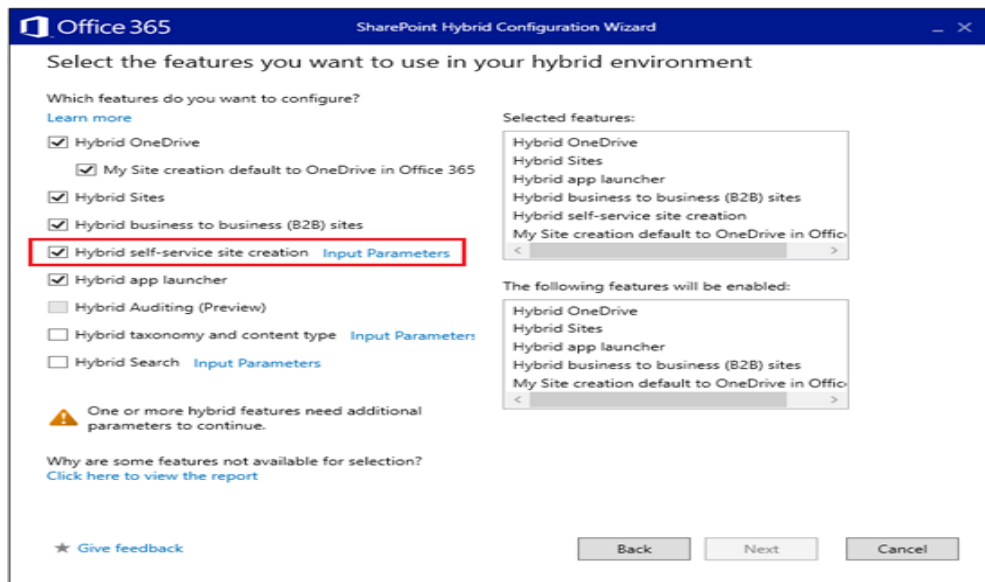 Office 365
SharePoint Hybrid Configuration Wizard
Select the features you want to use in your hybrid environment
Which features do you want to configure?
Learn more
Hybrid OneDrive
My Site creation default to OneDrive in Office 365
Hybrid Sites
Hybrid business to business (B2B) sites
Hybrid self-service site creation Input Parameters
Hybrid app launcher
Hybrid Auditing (Preview)
Hybrid taxonomy and content type Input Parameters
Hybrid Search Input Parameters
One or more hybrid features need additional
parameters to continue.
Why are some features not available for selection?
Click here to view the report
Selected features:
Hybrid OneDrive
Hybrid Sites
Hybrid app launcher
Hybrid business to business (B2B) sites
Hybrid self-service site creation
My Site creation default to OneDrive in Offic
The following features will be enabled:
Hybrid OneDrive
Hybrid Sites
Hybrid app launcher
Hybrid business to business (B2B) sites
My Site creation default to OneDrive in Offic
Give feedback
Back
Next
Cancel